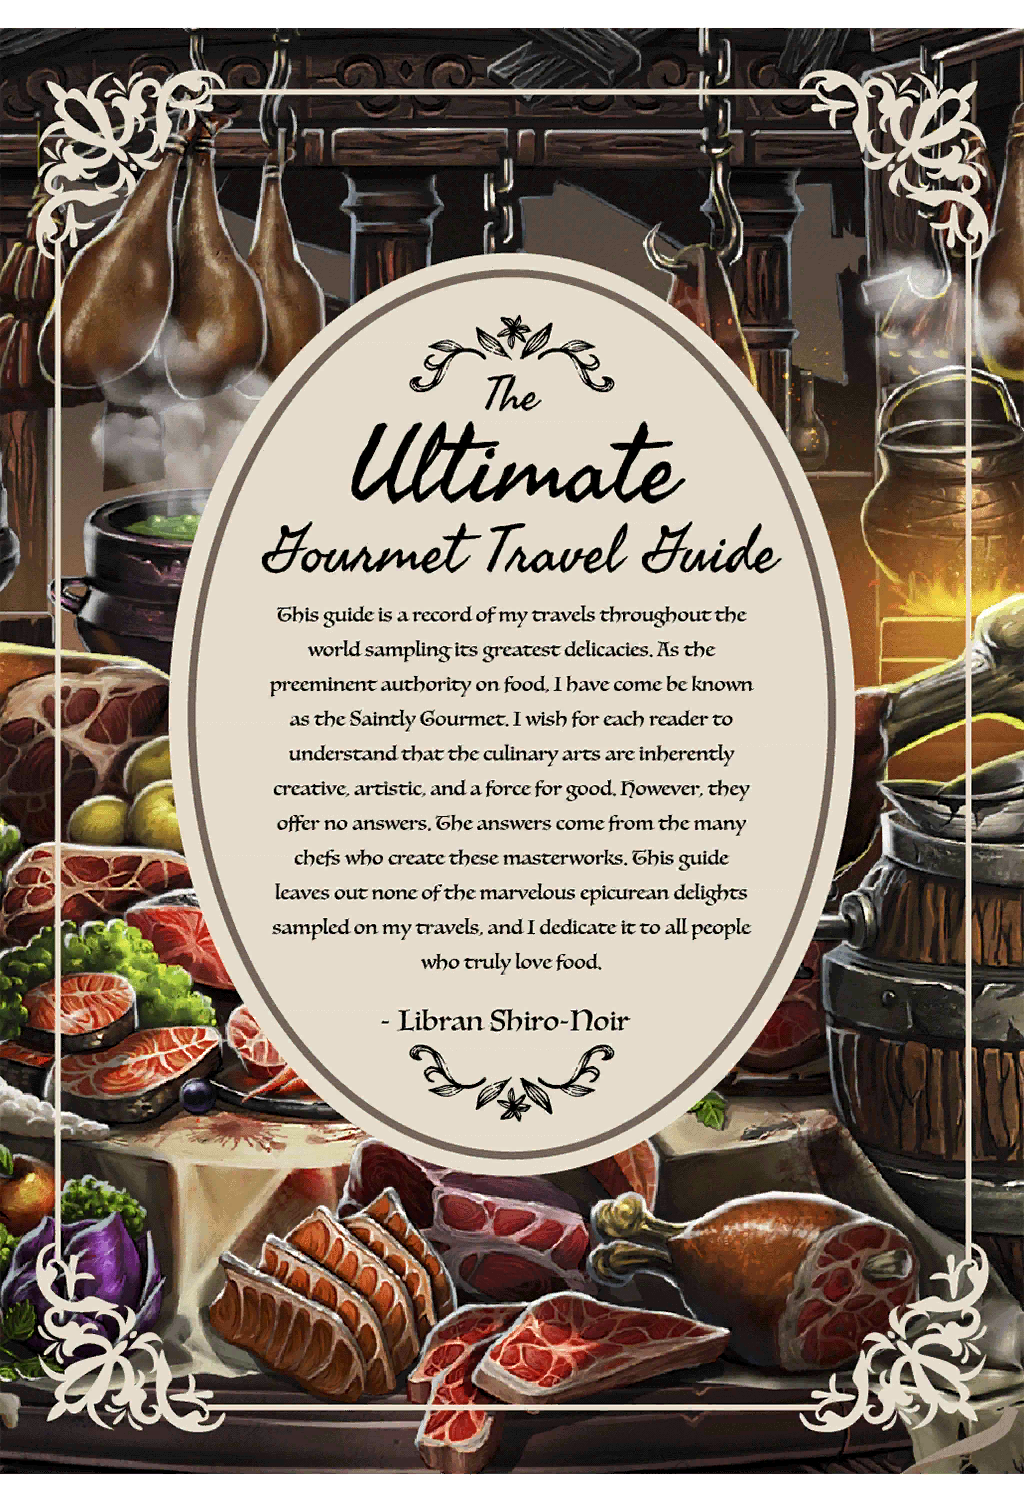 The
Ultimate
Gourmet Travel Guide
This guide is a record of my travels throughout the
world sampling its greatest delicacies. As the
preeminent authority on food, I have come be known
as the Saintly Gourmet. I wish for each reader to
understand that the culinary arts are inherently
creative, artistic, and a force for good. However, they
offer no answers. The answers come from the many
chefs who create these masterworks. This guide
leaves out none of the marvelous epicurean delights
sampled on my travels, and I dedicate it to all people
who truly love food.
- Libran Shiro-Noir